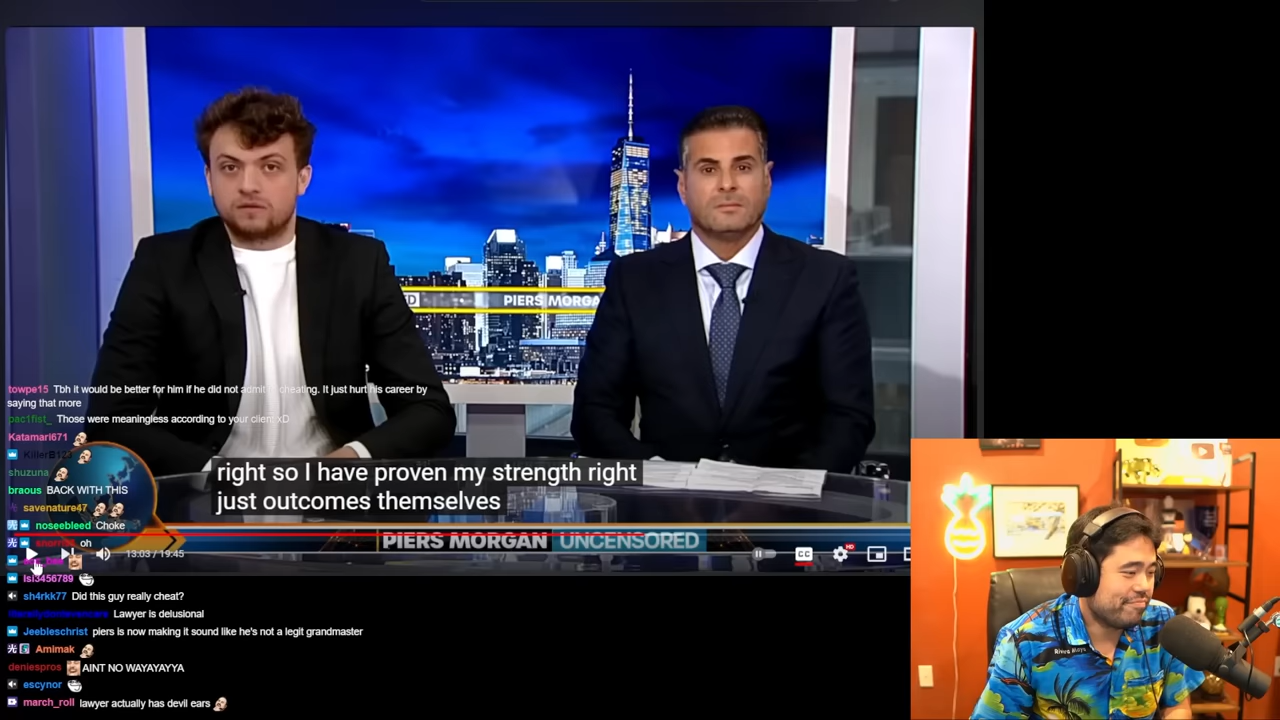 PIERS MORGA
towpe15 Tbh it would be better for him if he did not admit cheating. It just hurt his career by
saying that more
pac1fist_ Those were meaningless according to your client xD
Katamari671
KillerB123
shuzuna
braous BACK WITH THIS
savenature47
noseebleed Choke
oh
lsl3456789
sh4rkk77 Did this guy really cheat?
Lawyer is delusional
Jeebleschrist piers is now making it sound like he's not a legit grandmaster
Amimak
deniespros AINT NO WAYAYAYYA
escynor
march_roll lawyer actually has devil ears
right so I have proven my strength right
just outcomes themselves
PIERS MORGAN UNCENSORED
13:03 / 19:45
CC
HD